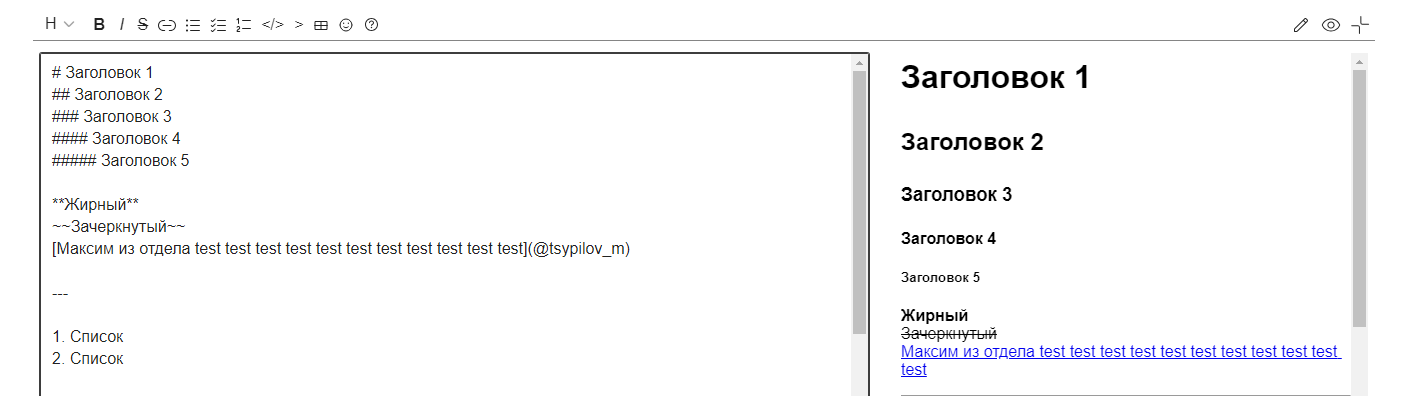 H B I S </> >
# Заголовок 1
## Заголовок 2
### Заголовок 3
#### Заголовок 4
##### Заголовок 5
**Жирный**
~~Зачеркнутый~~
[Максим из отдела test test test test test test test test test test test](@tsypilov_m)
---
1. Список
2. Список
Заголовок 1
Заголовок 2
Заголовок 3
Заголовок 4
Заголовок 5
Жирный
Зачеркнутый
Максим из отдела test test test test test test test test test test
test